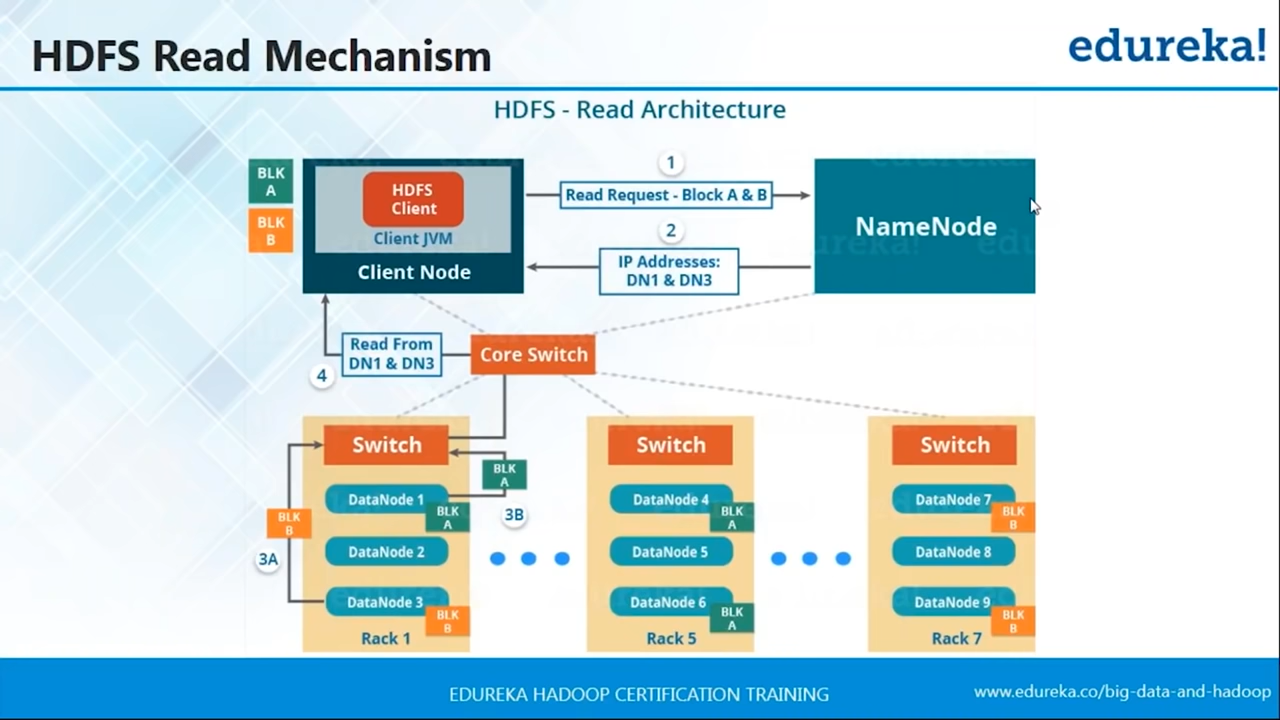 HDFS Read Mechanism
edureka!
HDFS - Read Architecture
BLK
A
BLK
B
HDFS
Client
Client JVM
Client Node
1
Read Request - Block A & B
2
IP Addresses:
DN1 & DN3
NameNode
Read From
DN1 & DN3
4
Core Switch
Switch
DataNode 1
BLK
A
DataNode 2
DataNode 3
BLK
B
Rack 1
BLK
B
3A
BLK
A
3B
Switch
DataNode 4
BLK
A
DataNode 5
DataNode 6
BLK
A
Rack 5
Switch
DataNode 7
BLK
B
DataNode 8
DataNode 9
BLK
B
Rack 7
EDUREKA HADOOP CERTIFICATION TRAINING
www.edureka.co/big-data-and-hadoop